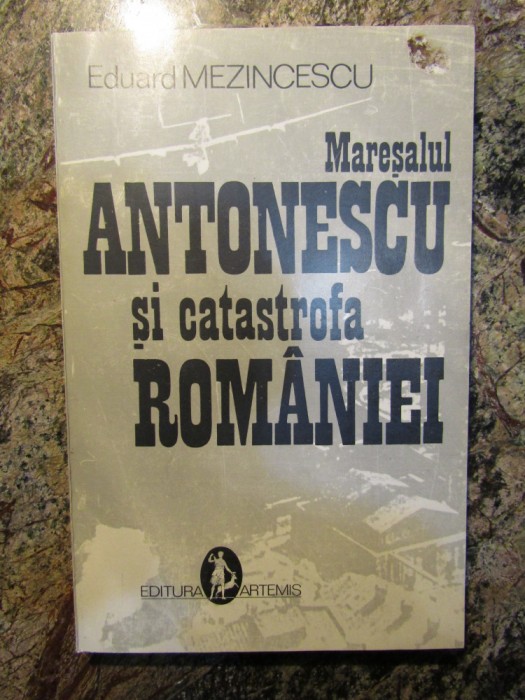 Eduard MEZINCESCU
Mareşalul
ANTONESCU
şi catastrofa
ROMÂNIEI
EDITURA ARTEMIS